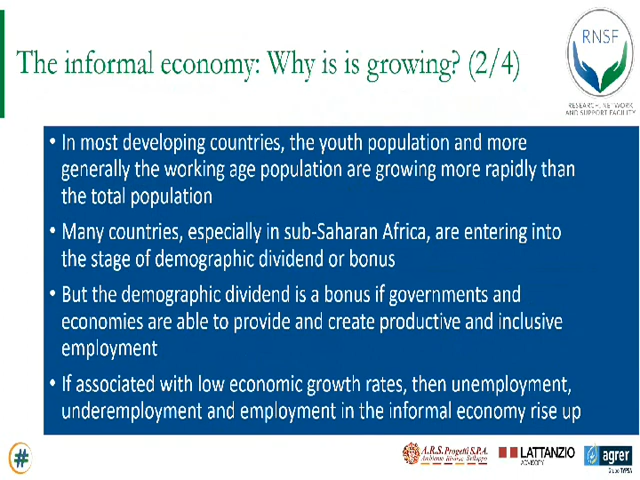 The informal economy: Why is is growing? (2/4)
RNSF
RESEARCH, NETWORK
AND SUPPORT FACILITY
• In most developing countries, the youth population and more
generally the working age population are growing more rapidly than
the total population
• Many countries, especially in sub-Saharan Africa, are entering into
the stage of demographic dividend or bonus
• But the demographic dividend is a bonus if governments and
economies are able to provide and create productive and inclusive
employment
• If associated with low economic growth rates, then unemployment,
underemployment and employment in the informal economy rise up
#
A.R.S. Progetti S.P.A.
Ambiente Risorse Sviluppo
LATTANZIO
ADVISORY
agrer